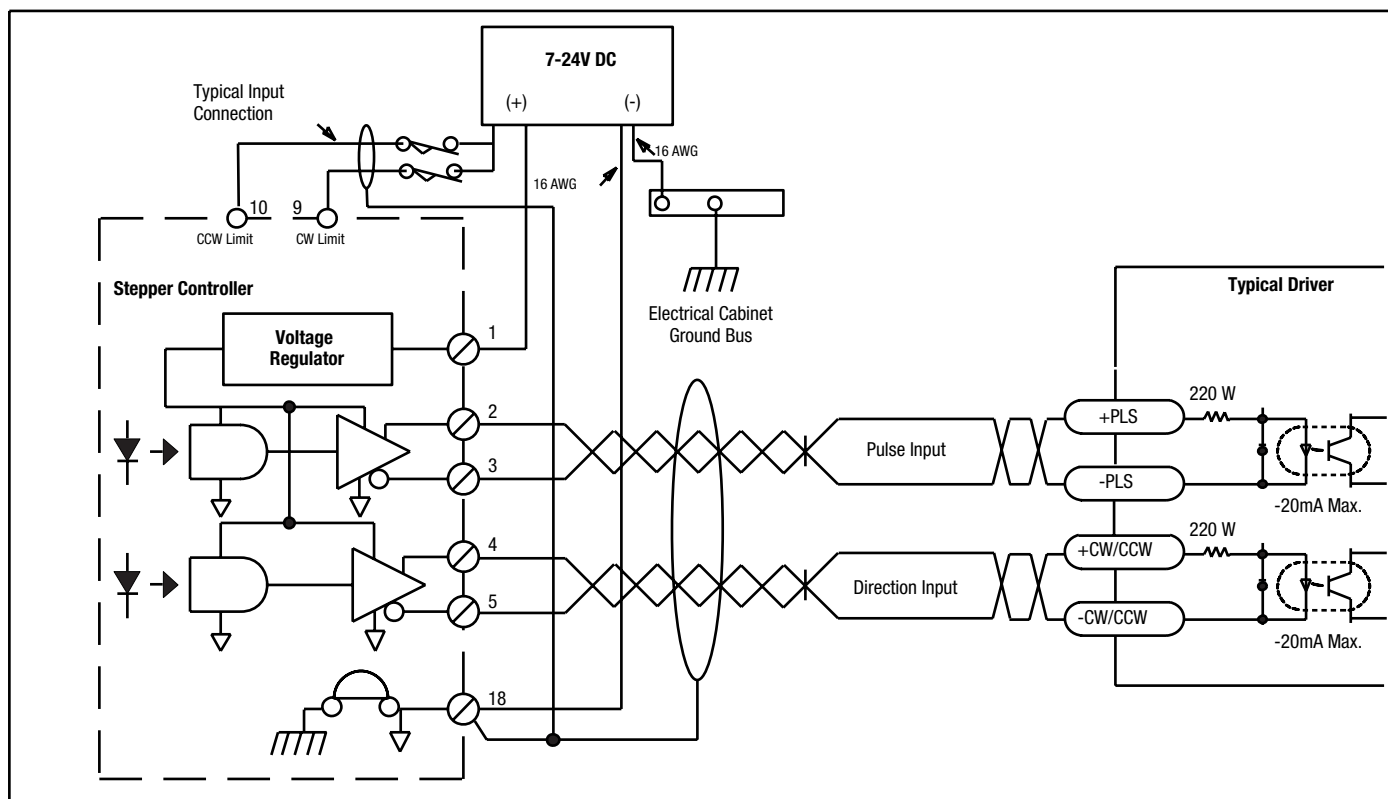 7-24V DC
(+) (-)
Typical Input
Connection
16 AWG
16 AWG
10 9
CCW Limit CW Limit
Electrical Cabinet
Ground Bus
Stepper Controller
Voltage
Regulator
1
2
3
4
5
18
Pulse Input
Direction Input
Typical Driver
+PLS
220 W
-PLS
-20mA Max.
+CW/CCW
220 W
-CW/CCW
-20mA Max.